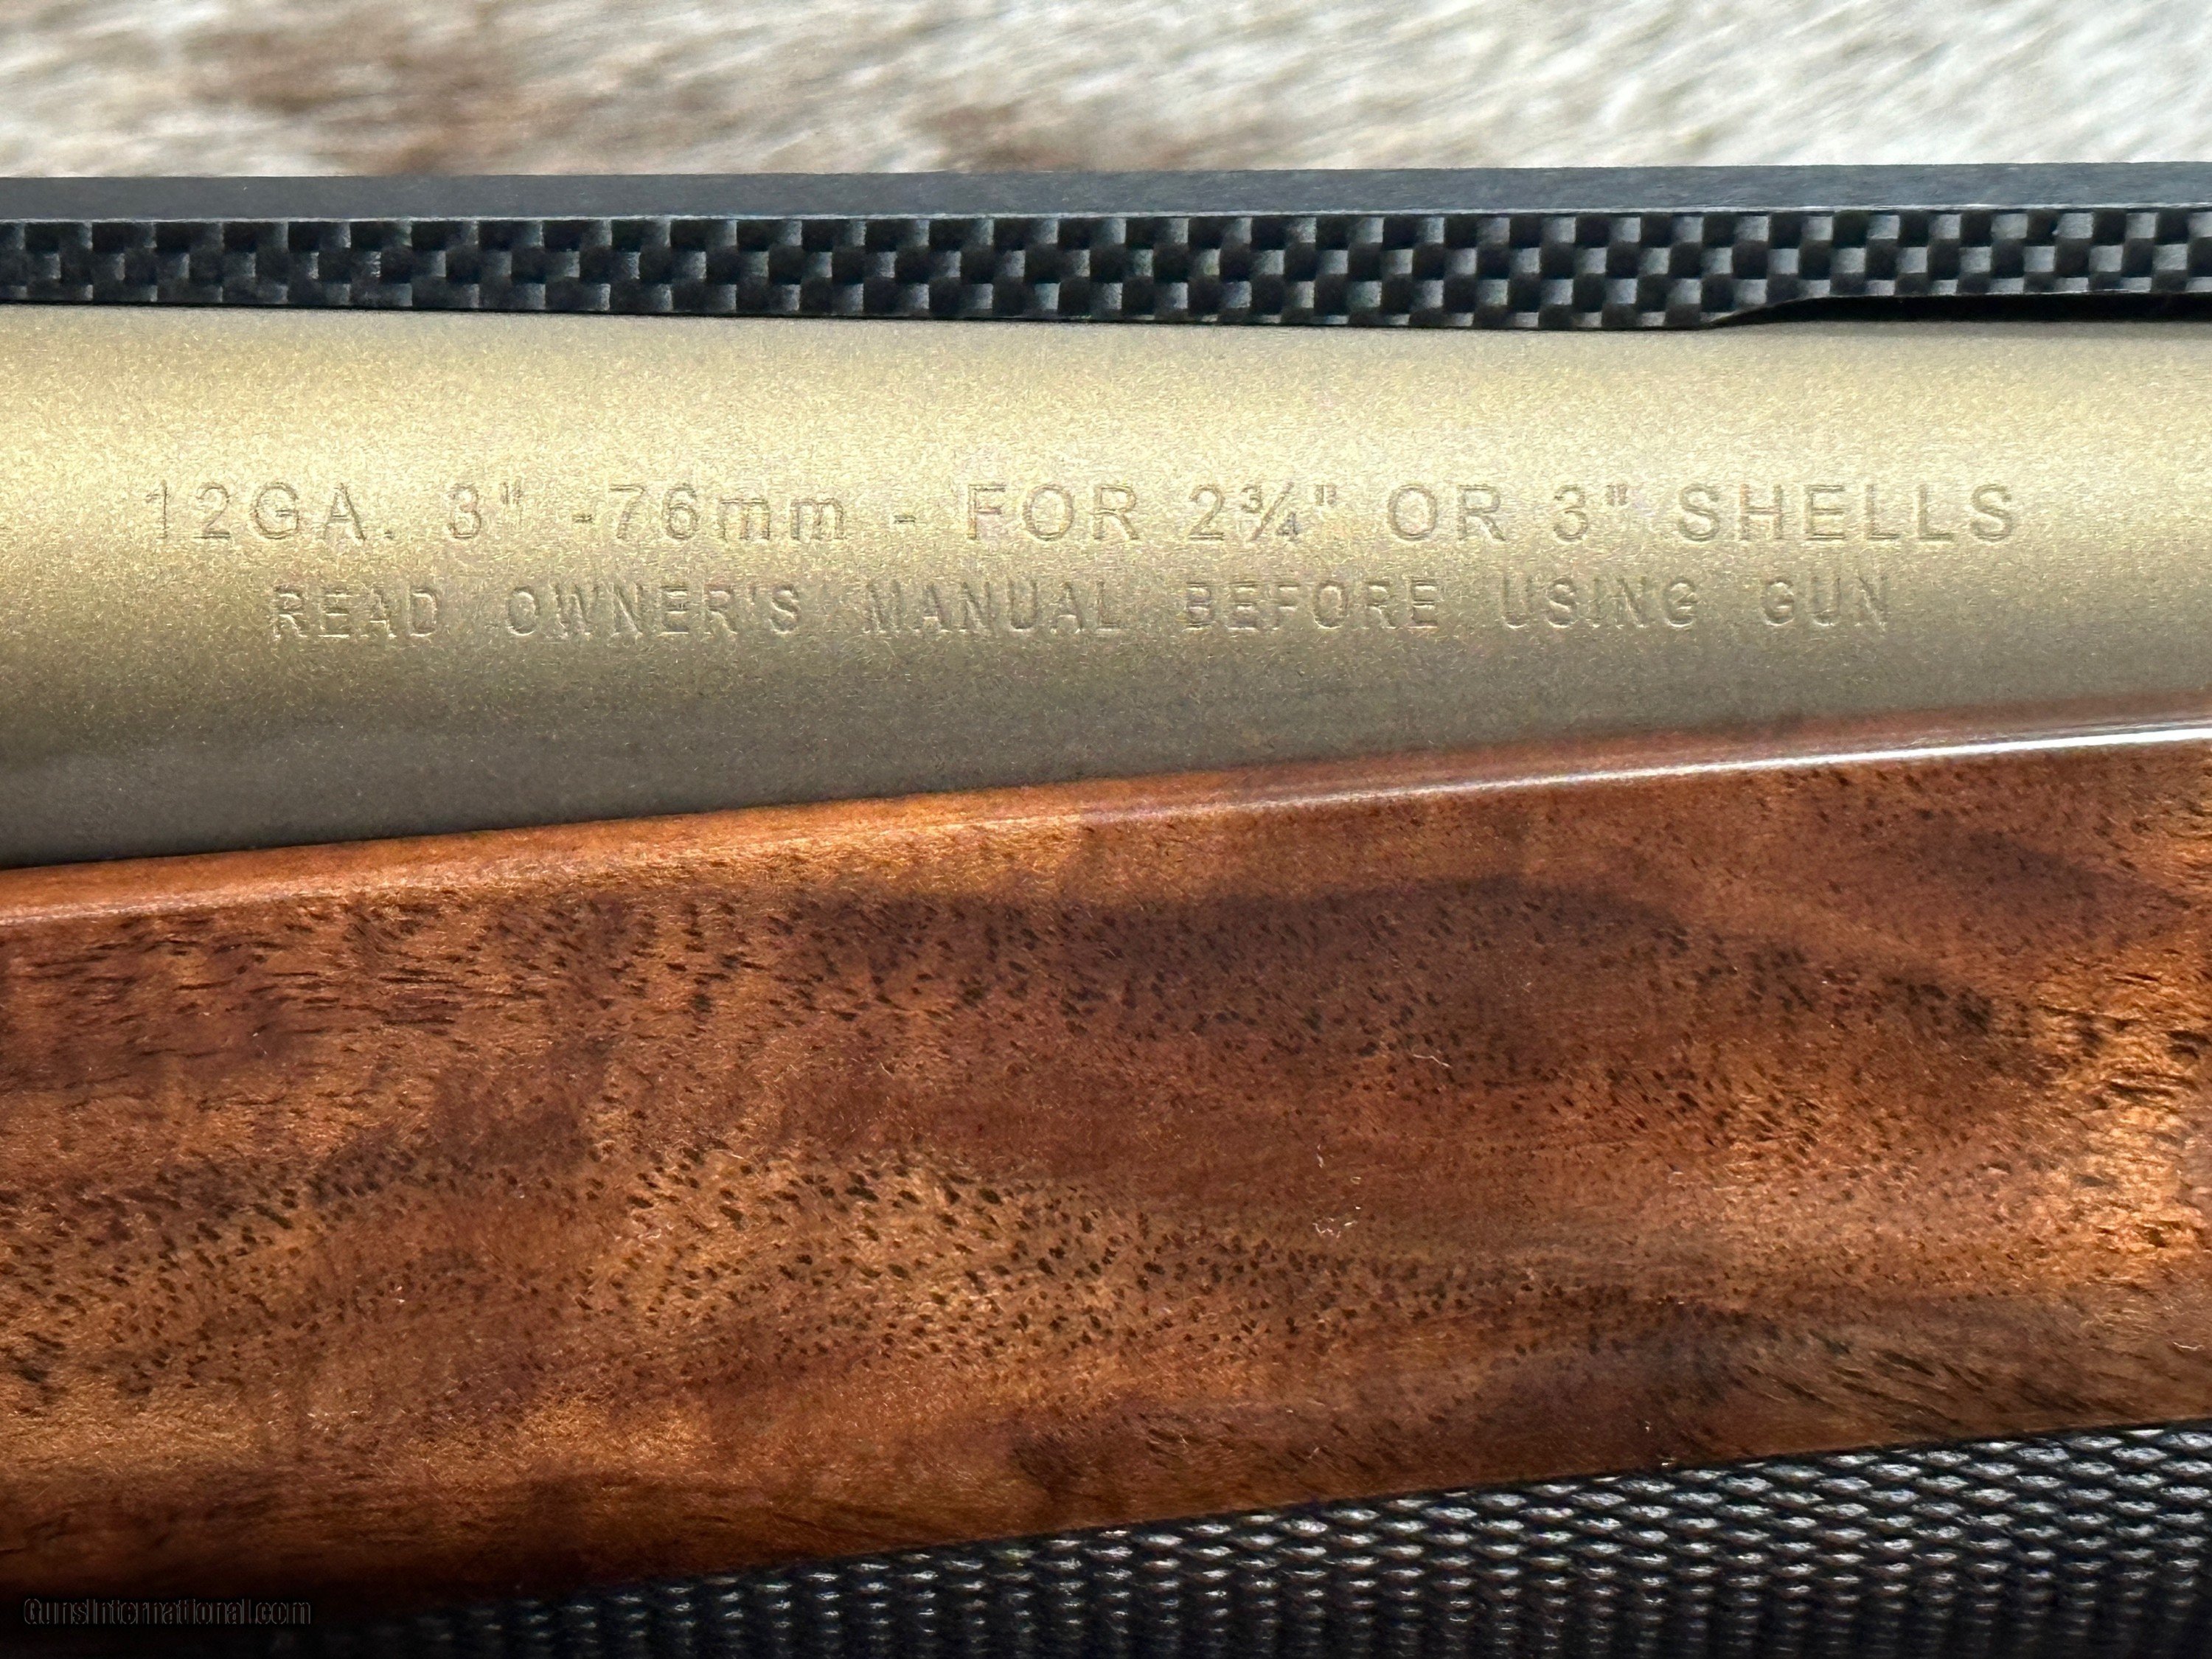 12GA. 3" -76mm - FOR 2¾" OR 3" SHELLS
READ OWNER'S MANUAL BEFORE USING GUN
GunsInternational.com